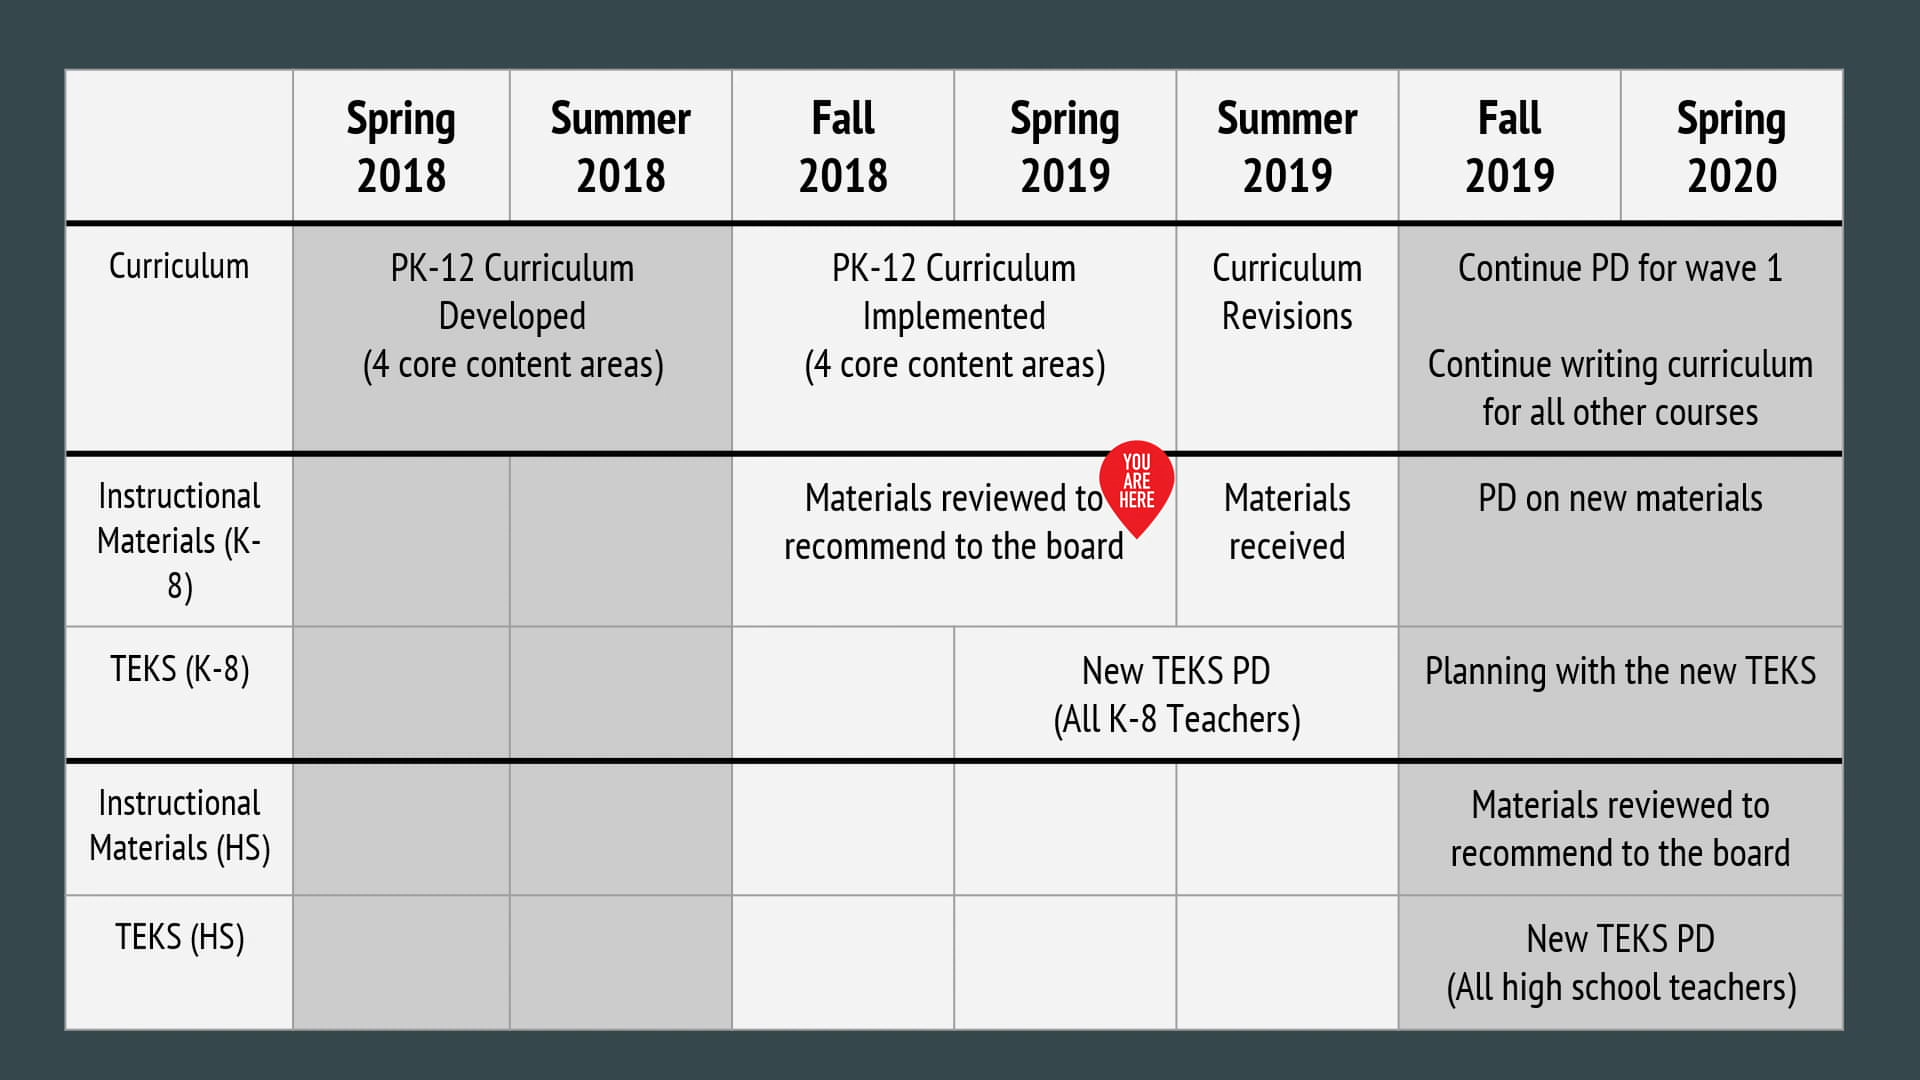 Spring
2018
Summer
2018
Fall
2018
Spring
2019
Summer
2019
Fall
2019
Spring
2020
Curriculum
PK-12 Curriculum
Developed
(4 core content areas)
PK-12 Curriculum
Implemented
(4 core content areas)
Curriculum
Revisions
Continue PD for wave 1
Continue writing curriculum
for all other courses
Instructional
Materials (K-
8)
Materials reviewed to
recommend to the board
YOU
ARE
HERE
Materials
received
PD on new materials
TEKS (K-8)
New TEKS PD
(All K-8 Teachers)
Planning with the new TEKS
Instructional
Materials (HS)
Materials reviewed to
recommend to the board
TEKS (HS)
New TEKS PD
(All high school teachers)